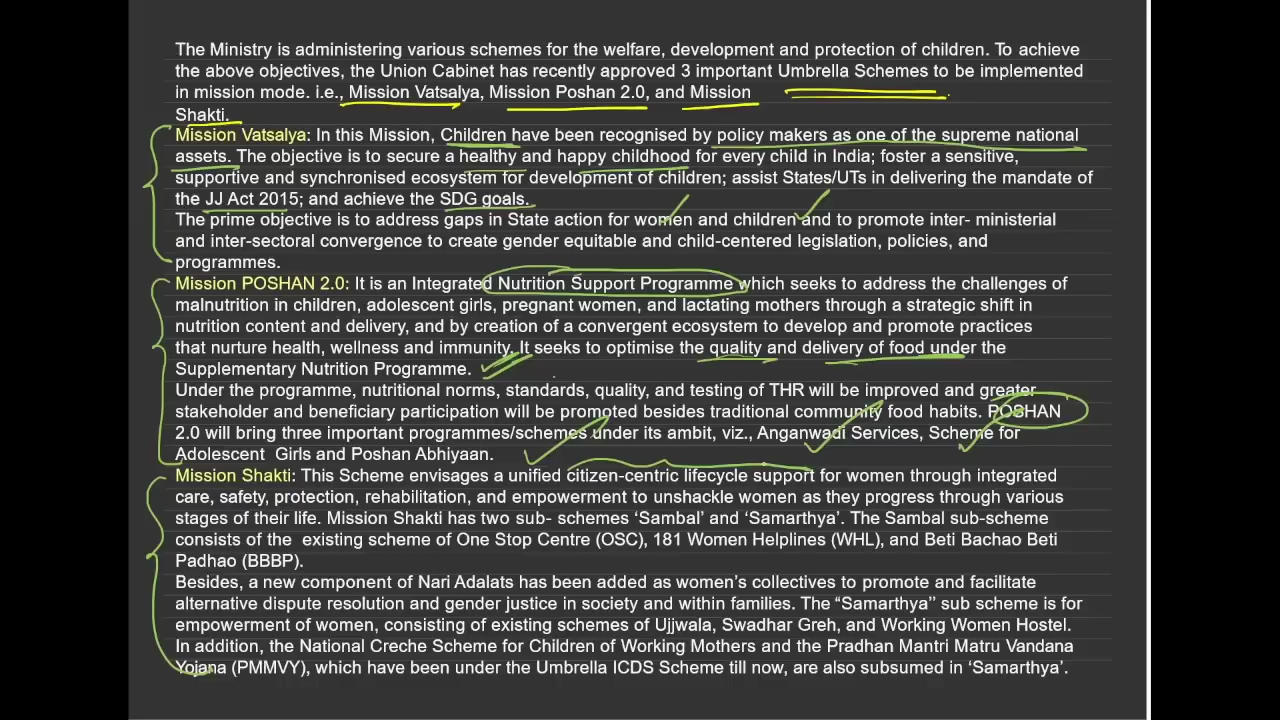 The Ministry is administering various schemes for the welfare, development and protection of children. To achieve
the above objectives, the Union Cabinet has recently approved 3 important Umbrella Schemes to be implemented
in mission mode. i.e., Mission Vatsalya, Mission Poshan 2.0, and Mission
Shakti.
Mission Vatsalya: In this Mission, Children have been recognised by policy makers as one of the supreme national
assets. The objective is to secure a healthy and happy childhood for every child in India; foster a sensitive,
supportive and synchronised ecosystem for development of children; assist States/UTs in delivering the mandate of
the JJ Act 2015; and achieve the SDG goals.
The prime objective is to address gaps in State action for women and children and to promote inter- ministerial
and inter-sectoral convergence to create gender equitable and child-centered legislation, policies, and
programmes.
Mission POSHAN 2.0: It is an Integrated Nutrition Support Programme which seeks to address the challenges of
malnutrition in children, adolescent girls, pregnant women, and lactating mothers through a strategic shift in
nutrition content and delivery, and by creation of a convergent ecosystem to develop and promote practices
that nurture health, wellness and immunity. It seeks to optimise the quality and delivery of food under the
Supplementary Nutrition Programme.
Under the programme, nutritional norms, standards, quality, and testing of THR will be improved and greater
stakeholder and beneficiary participation will be promoted besides traditional community food habits. POSHAN
2.0 will bring three important programmes/schemes under its ambit, viz., Anganwadi Services, Scheme for
Adolescent Girls and Poshan Abhiyaan.
Mission Shakti: This Scheme envisages a unified citizen-centric lifecycle support for women through integrated
care, safety, protection, rehabilitation, and empowerment to unshackle women as they progress through various
stages of their life. Mission Shakti has two sub- schemes ‘Sambal’ and ‘Samarthya’. The Sambal sub-scheme
consists of the existing scheme of One Stop Centre (OSC), 181 Women Helplines (WHL), and Beti Bachao Beti
Padhao (BBBP).
Besides, a new component of Nari Adalats has been added as women’s collectives to promote and facilitate
alternative dispute resolution and gender justice in society and within families. The “Samarthya’’ sub scheme is for
empowerment of women, consisting of existing schemes of Ujjwala, Swadhar Greh, and Working Women Hostel.
In addition, the National Creche Scheme for Children of Working Mothers and the Pradhan Mantri Matru Vandana
Yojana (PMMVY), which have been under the Umbrella ICDS Scheme till now, are also subsumed in ‘Samarthya’.